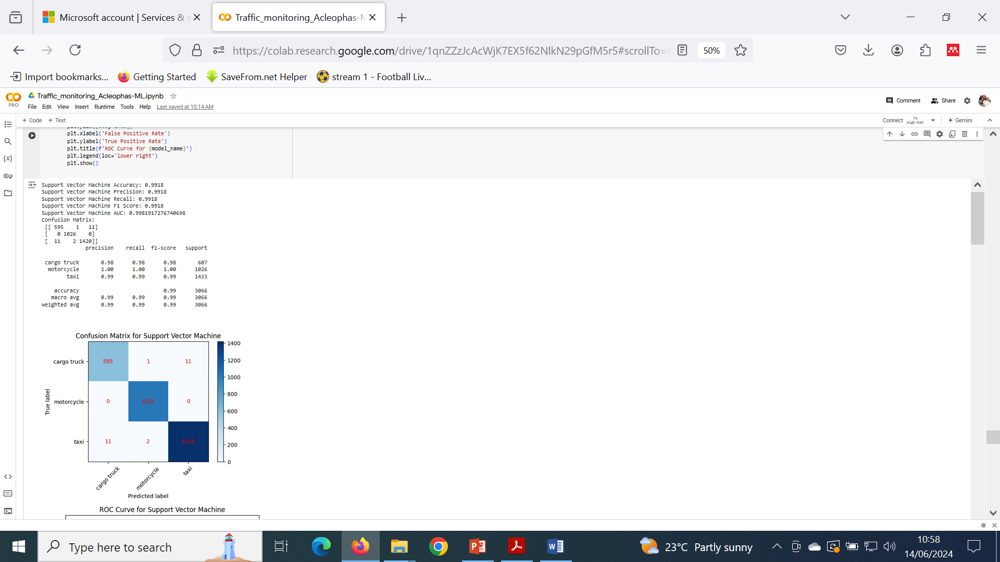 Microsoft account | Services & s
Traffic_monitoring_Acleophas-M
https://colab.research.google.com/drive/1qnZZzJcAcWjK7EX5f62NlkN29pGfM5r5#scrollTo=
50%
Import bookmarks...
Getting Started
SaveFrom.net Helper
stream 1 - Football Liv...
PRO
Traffic_monitoring_Acleophas-ML.ipynb
File Edit View Insert Runtime Tools Help Last saved at 10:14 AM
Comment
Share
+ Code + Text
Connect
T4
High-RAM
Gemini
plt.xlabel('False Positive Rate')
plt.ylabel('True Positive Rate')
plt.title(f'ROC Curve for {model_name}')
plt.legend(loc='lower right')
plt.show()
Support Vector Machine Accuracy: 0.9918
Support Vector Machine Precision: 0.9918
Support Vector Machine Recall: 0.9918
Support Vector Machine F1 Score: 0.9918
Support Vector Machine AUC: 0.9981917276740698
Confusion Matrix:
[[ 595 1 11]
[ 0 1026 0]
[ 11 2 1420]]
precision recall f1-score support
cargo truck 0.98 0.98 0.98 607
motorcycle 1.00 1.00 1.00 1026
taxi 0.99 0.99 0.99 1433
accuracy 0.99 3066
macro avg 0.99 0.99 0.99 3066
weighted avg 0.99 0.99 0.99 3066
Confusion Matrix for Support Vector Machine
True label
cargo truck 595 1 11
motorcycle 0 1026 0
taxi 11 2 1420
1400
1200
1000
800
600
400
200
0
cargo truck motorcycle taxi
Predicted label
ROC Curve for Support Vector Machine
Type here to search
23°C Partly sunny
10:58
14/06/2024